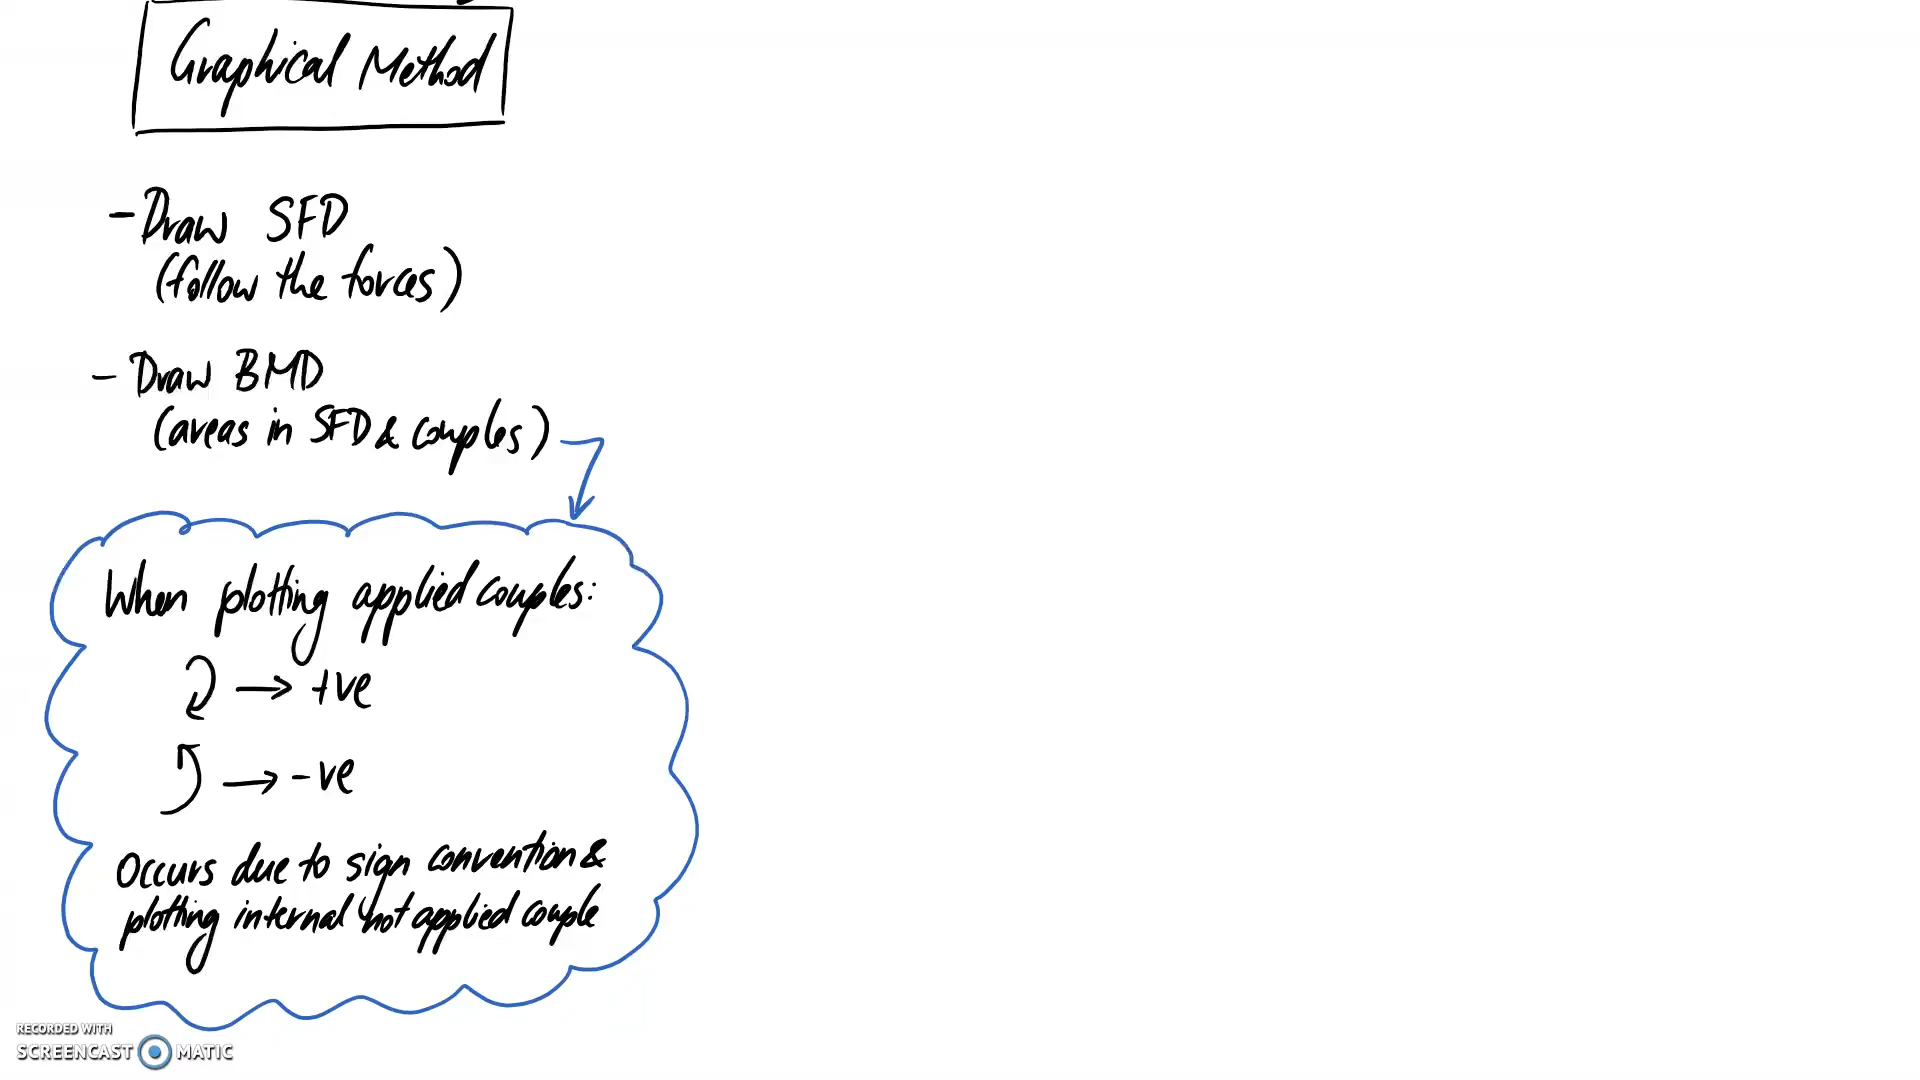 Graphical Method
- Draw SFD
(follow the forces)
- Draw BMD
(areas in SFD & couples)
When plotting applied couples:
→ +ve
→ -ve
Occurs due to sign convention &
plotting internal not applied couple
RECORDED WITH
SCREENCAST MATIC